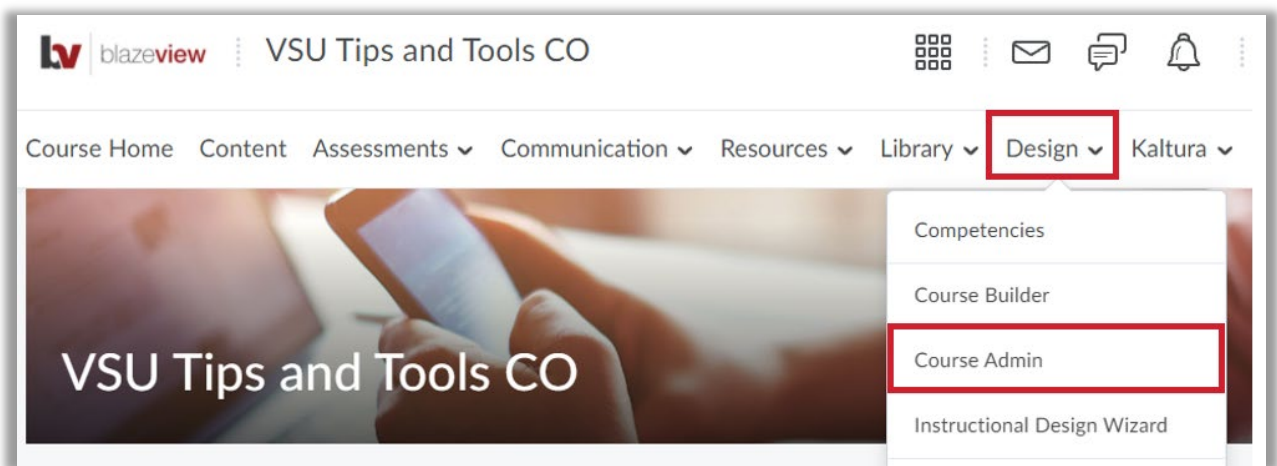 lv blazeview VSU Tips and Tools CO
Course Home Content Assessments Communication Resources Library Design Kaltura
Competencies
Course Builder
Course Admin
Instructional Design Wizard
VSU Tips and Tools CO